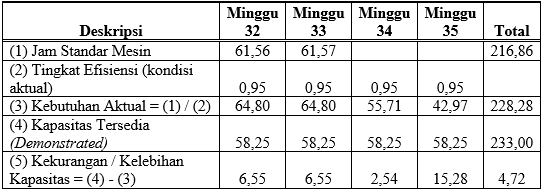 Deskripsi Minggu 32 Minggu 33 Minggu 34 Minggu 35 Total
(1) Jam Standar Mesin 61,56 61,57 216,86
(2) Tingkat Efisiensi (kondisi
aktual) 0,95 0,95 0,95 0,95
(3) Kebutuhan Aktual = (1) / (2) 64,80 64,80 55,71 42,97 228,28
(4) Kapasitas Tersedia
(Demonstrated) 58,25 58,25 58,25 58,25 233,00
(5) Kekurangan / Kelebihan
Kapasitas = (4) - (3) 6,55 6,55 2,54 15,28 4,72